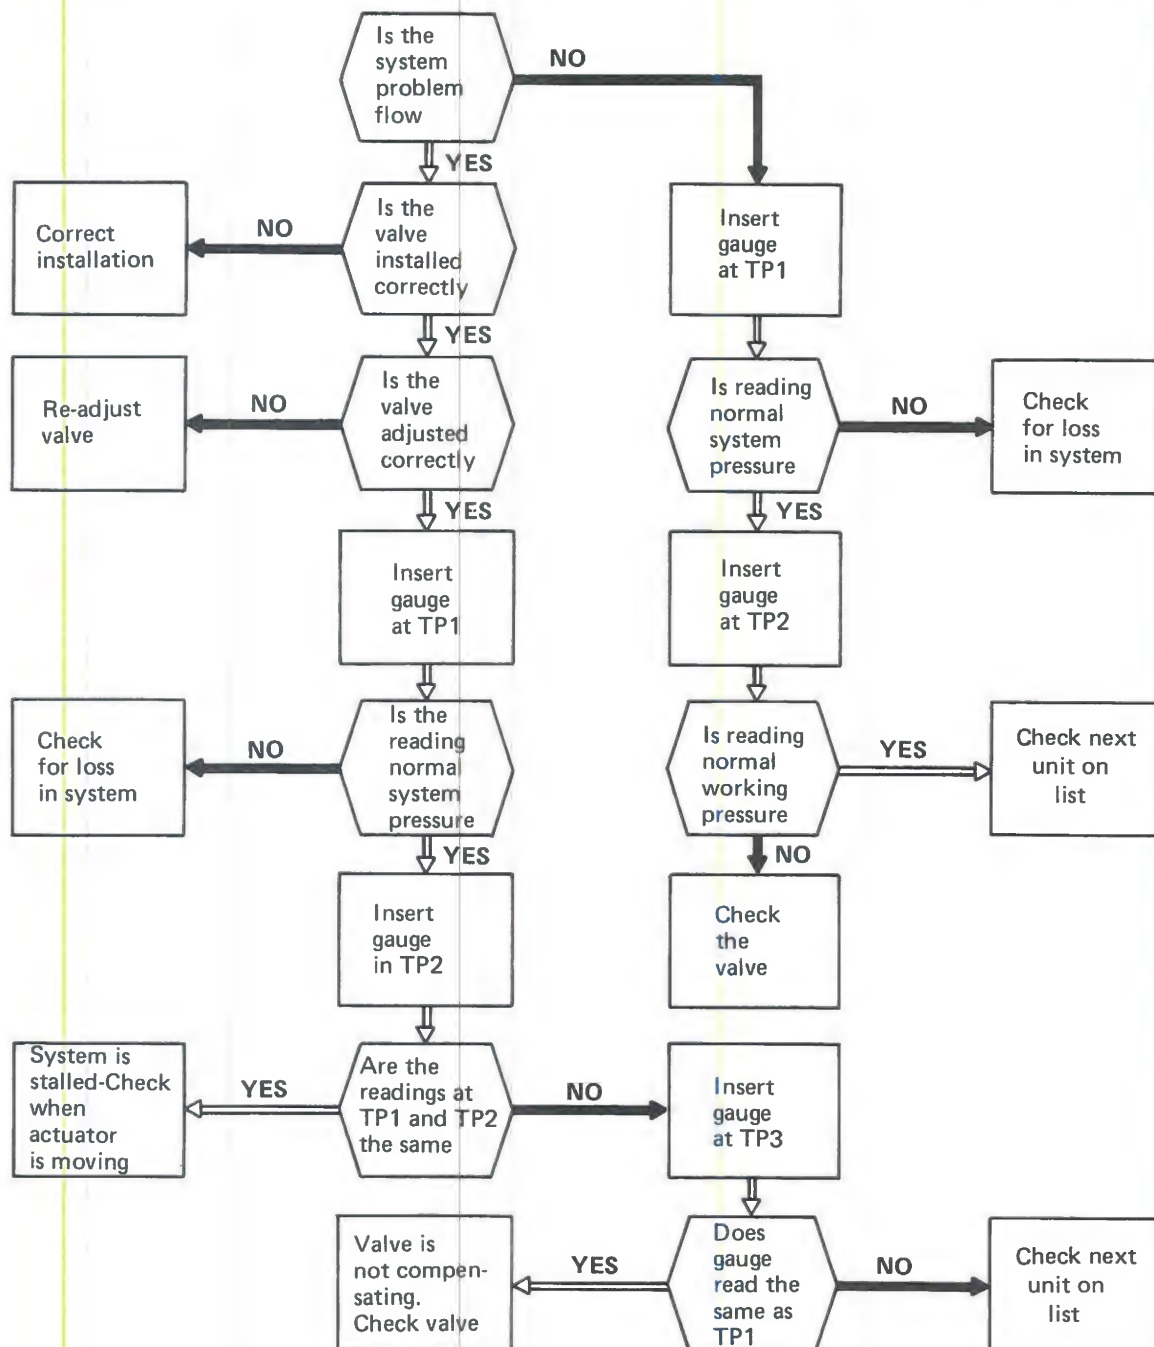 Is the
system
problem
flow
NO
YES
Correct
installation
NO
Is the
valve
installed
correctly
Insert
gauge
at TP1
YES
Re-adjust
valve
NO
Is the
valve
adjusted
correctly
Is reading
normal
system
pressure
NO
Check
for loss
in system
YES
YES
Insert
gauge
at TP1
Insert
gauge
at TP2
Check
for loss
in system
NO
Is the
reading
normal
system
pressure
Is reading
normal
working
pressure
YES
Check next
unit on
list
YES
NO
Insert
gauge
in TP2
Check
the
valve
System is
stalled-Check
when
actuator
is moving
YES
Are the
readings at
TP1 and TP2
the same
NO
Insert
gauge
at TP3
Valve is
not compen-
sating.
Check valve
YES
Does
gauge
read the
same as
TP1
NO
Check next
unit on
list